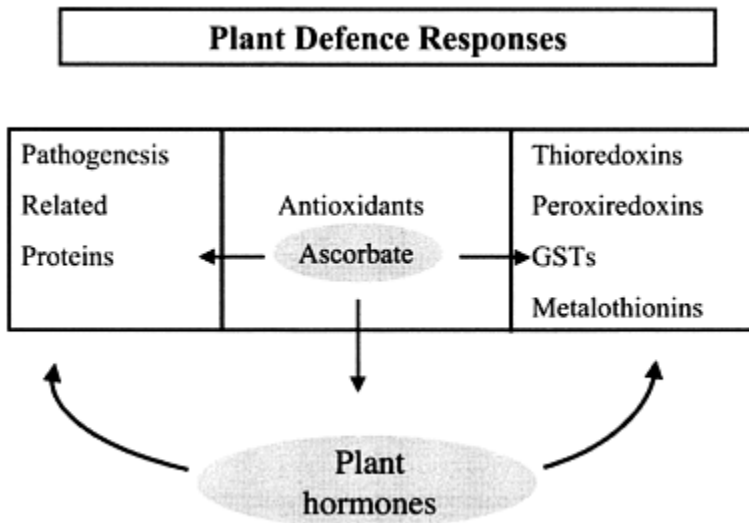 Plant Defence Responses
Pathogenesis
Related
Proteins
Antioxidants
Ascorbate
Thioredoxins
Peroxiredoxins
GSTs
Metalothionins
Plant
hormones